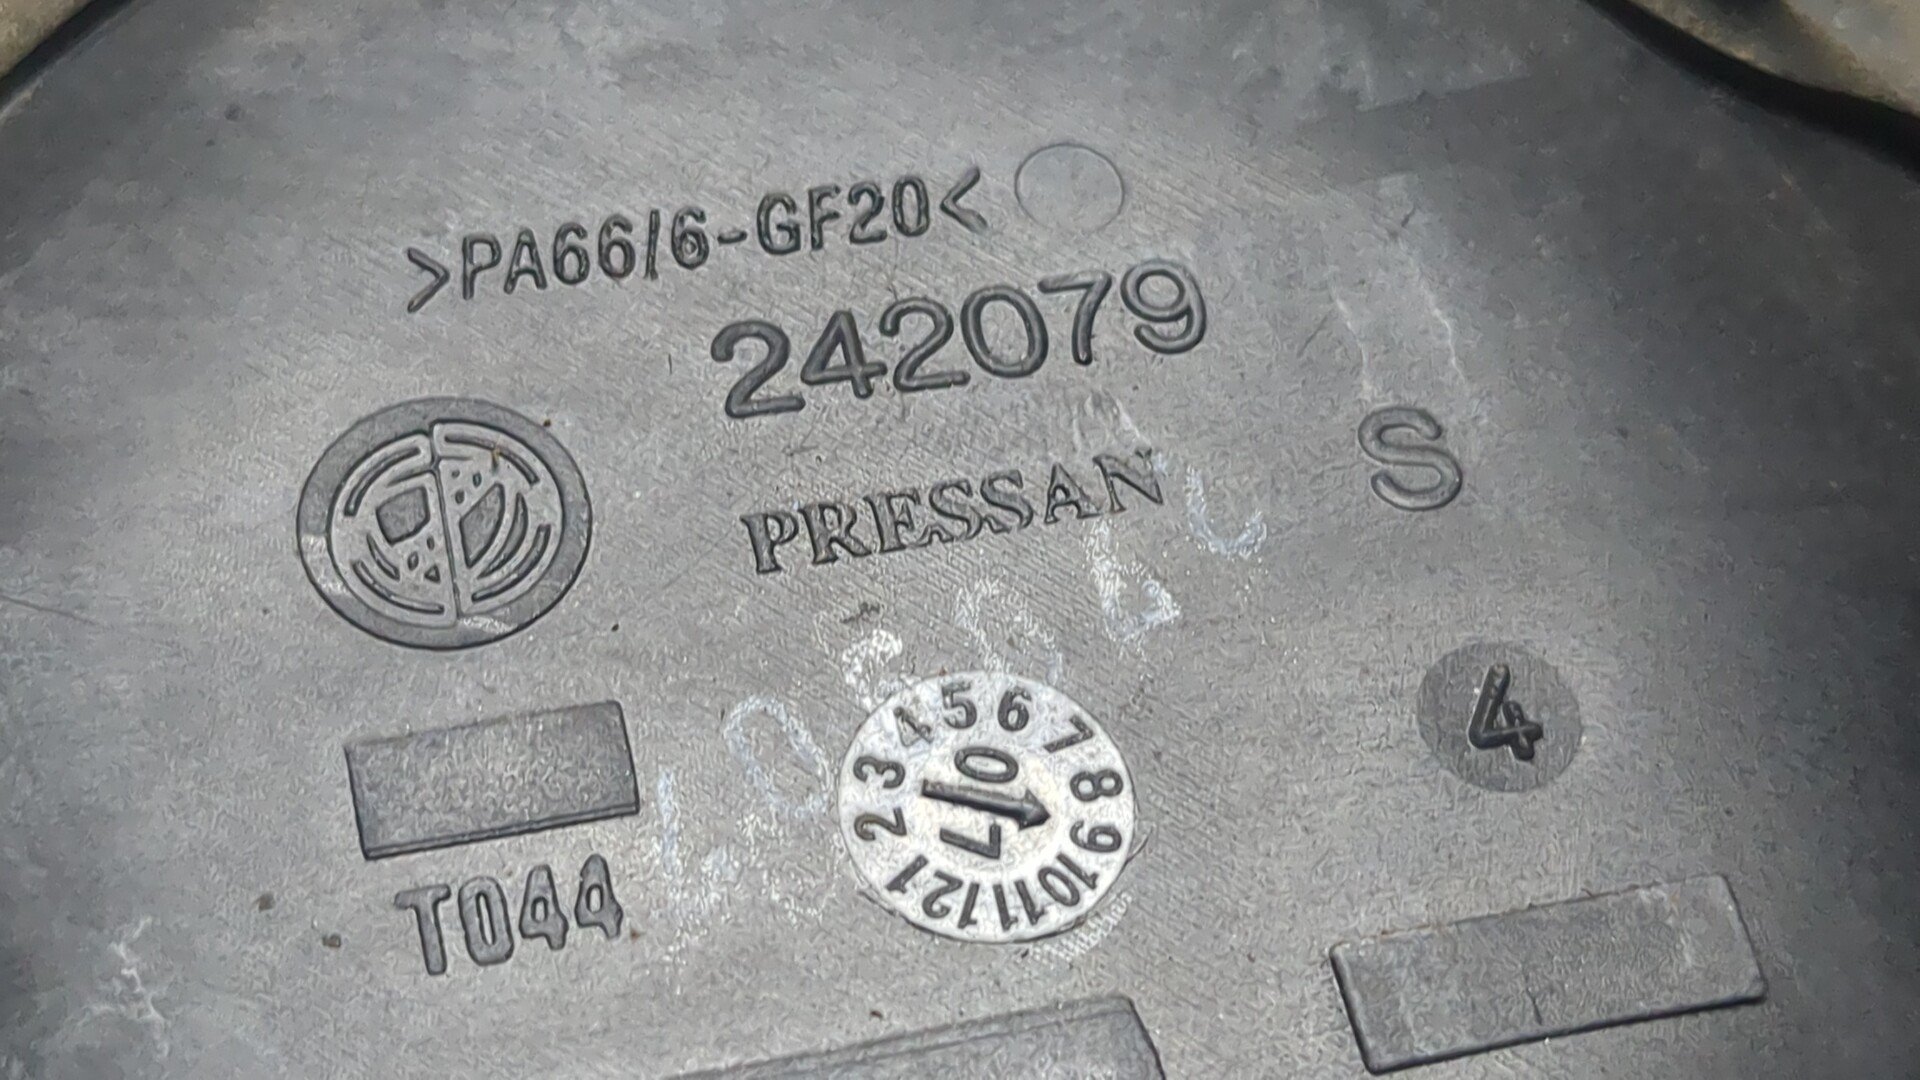 >PA66/6-GF20<
242079
PRESSAN
S
4
1 2 3 4 5 6 7 8 9 10 11 12
07
T044